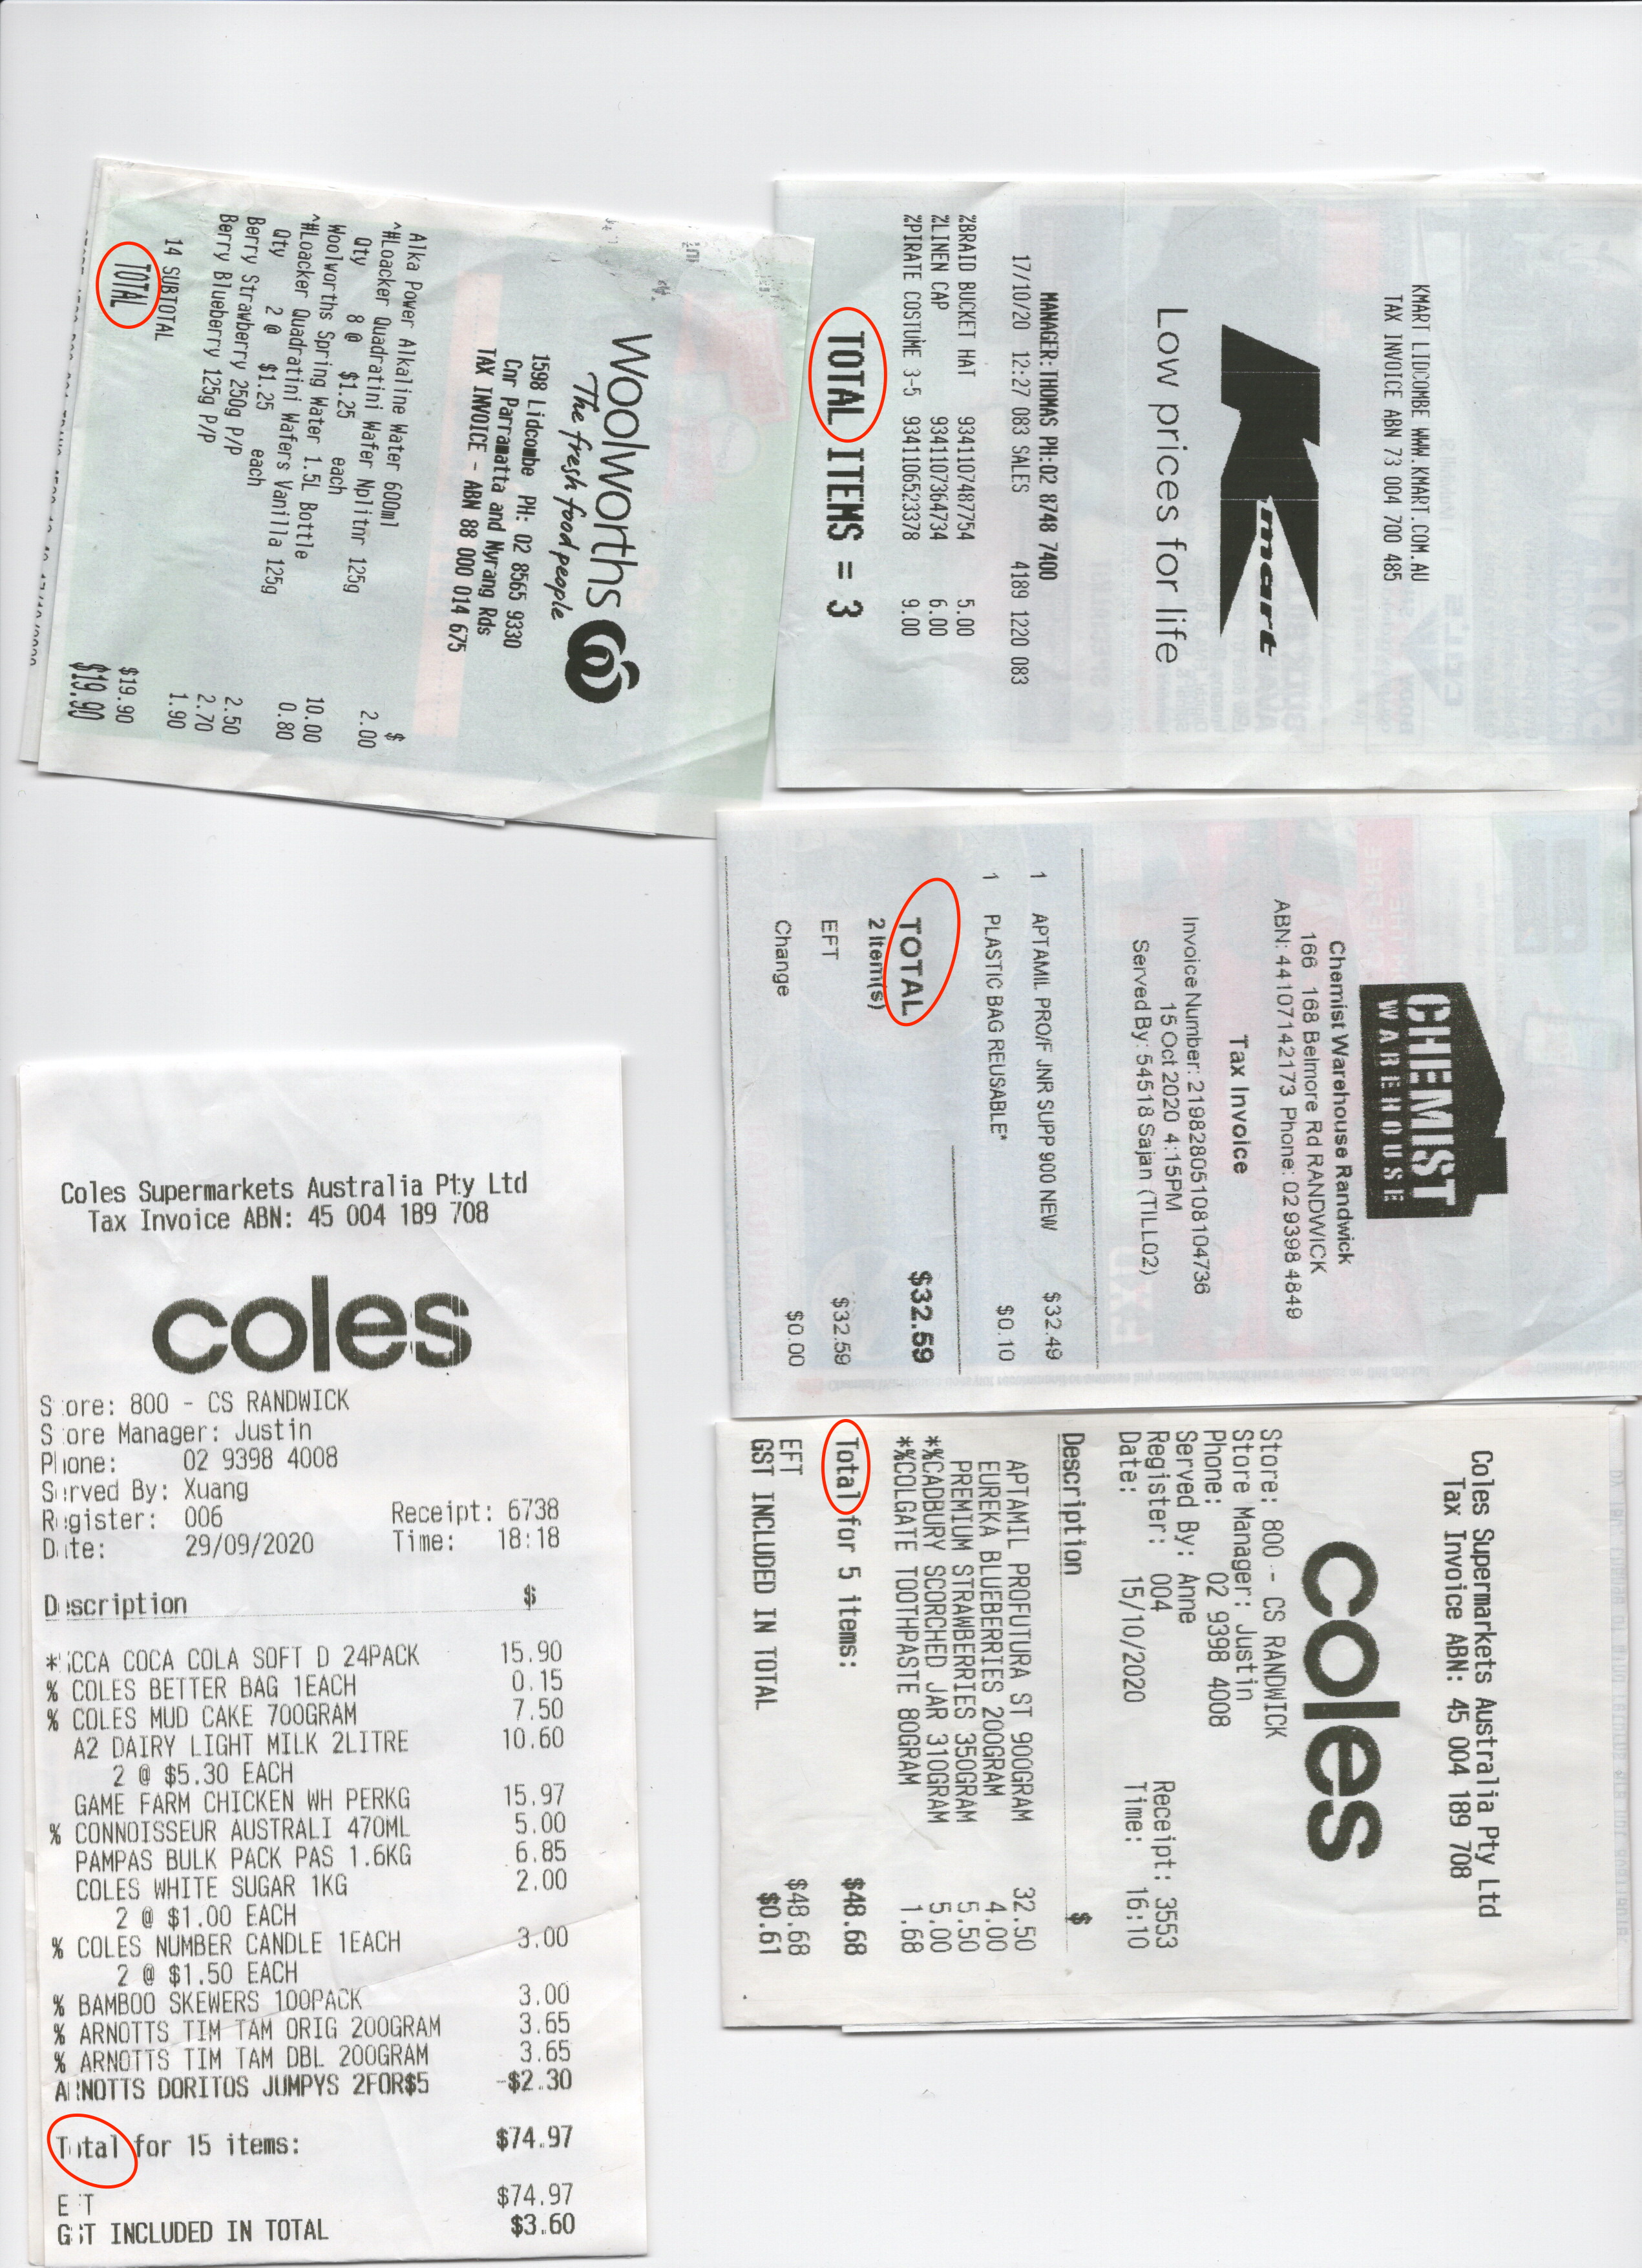 KMART LIDCOMBE WWW.KMART.COM.AU
TAX INVOICE ABN 73 004 700 485
Kmart
Low prices for life
MANAGER:THOMAS PH:02 8748 7400
17/10/20 12:27 083 SALES 4189 1220 083
%BRAID BUCKET HAT 9341107487754 5.00
%LINEN CAP 9341107364734 6.00
%PIRATE COSTUME 3-5 9341106523378 9.00
TOTAL ITEMS = 3
CHEMIST
WAREHOUSE
Chemist Warehouse Randwick
166 168 Belmore Rd RANDWICK
ABN: 44107142173 Phone: 02 9398 4849
Tax Invoice
Invoice Number: 21982805108104736
15 Oct 2020 4:15PM
Served By: 54518 Sajan (TILL02)
1 APTAMIL PRO/F JNR SUPP 900 NEW $32.49
1 PLASTIC BAG REUSABLE* $0.10
TOTAL $32.59
2 Item(s)
EFT $32.59
Change $0.00
Coles Supermarkets Australia Pty Ltd
Tax Invoice ABN: 45 004 189 708
coles
Store: 800 - CS RANDWICK
Store Manager: Justin
Phone: 02 9398 4008
Served By: Anne
Register: 004 Receipt: 3553
Date: 15/10/2020 Time: 16:10
Description $
APTAMIL PROFUTURA ST 900GRAM 32.50
EUREKA BLUEBERRIES 200GRAM 4.00
PREMIUM STRAWBERRIES 350GRAM 5.50
*%CADBURY SCORCHED JAR 310GRAM 5.00
*%COLGATE TOOTHPASTE 80GRAM 1.68
Total for 5 items: $48.68
EFT $48.68
GST INCLUDED IN TOTAL $0.61
Woolworths
The fresh food people
1598 Lidcombe PH: 02 8565 9330
Cnr Parramatta and Nyrang Rds
TAX INVOICE - ABN 88 000 014 675
$
Alka Power Alkaline Water 600ml 2.00
^#Loacker Quadratini Wafer Nplitnr 125g
Qty 8 @ $1.25 each 10.00
Woolworths Spring Water 1.5L Bottle 0.80
^#Loacker Quadratini Wafers Vanilla 125g
Qty 2 @ $1.25 each 2.50
Berry Strawberry 250g P/P 2.70
Berry Blueberry 125g P/P 1.90
14 SUBTOTAL $19.90
TOTAL $19.90
Coles Supermarkets Australia Pty Ltd
Tax Invoice ABN: 45 004 189 708
coles
Store: 800 - CS RANDWICK
Store Manager: Justin
Phone: 02 9398 4008
Served By: Xuang
Register: 006 Receipt: 6738
Date: 29/09/2020 Time: 18:18
Description $
*%CCA COCA COLA SOFT D 24PACK 15.90
% COLES BETTER BAG 1EACH 0.15
% COLES MUD CAKE 700GRAM 7.50
A2 DAIRY LIGHT MILK 2LITRE 10.60
2 @ $5.30 EACH
GAME FARM CHICKEN WH PERKG 15.97
% CONNOISSEUR AUSTRALI 470ML 5.00
PAMPAS BULK PACK PAS 1.6KG 6.85
COLES WHITE SUGAR 1KG 2.00
2 @ $1.00 EACH
% COLES NUMBER CANDLE 1EACH 3.00
2 @ $1.50 EACH
% BAMBOO SKEWERS 100PACK 3.00
% ARNOTTS TIM TAM ORIG 200GRAM 3.65
% ARNOTTS TIM TAM DBL 200GRAM 3.65
ARNOTTS DORITOS JUMPYS 2FOR$5 -$2.30
Total for 15 items: $74.97
EFT $74.97
GST INCLUDED IN TOTAL $3.60